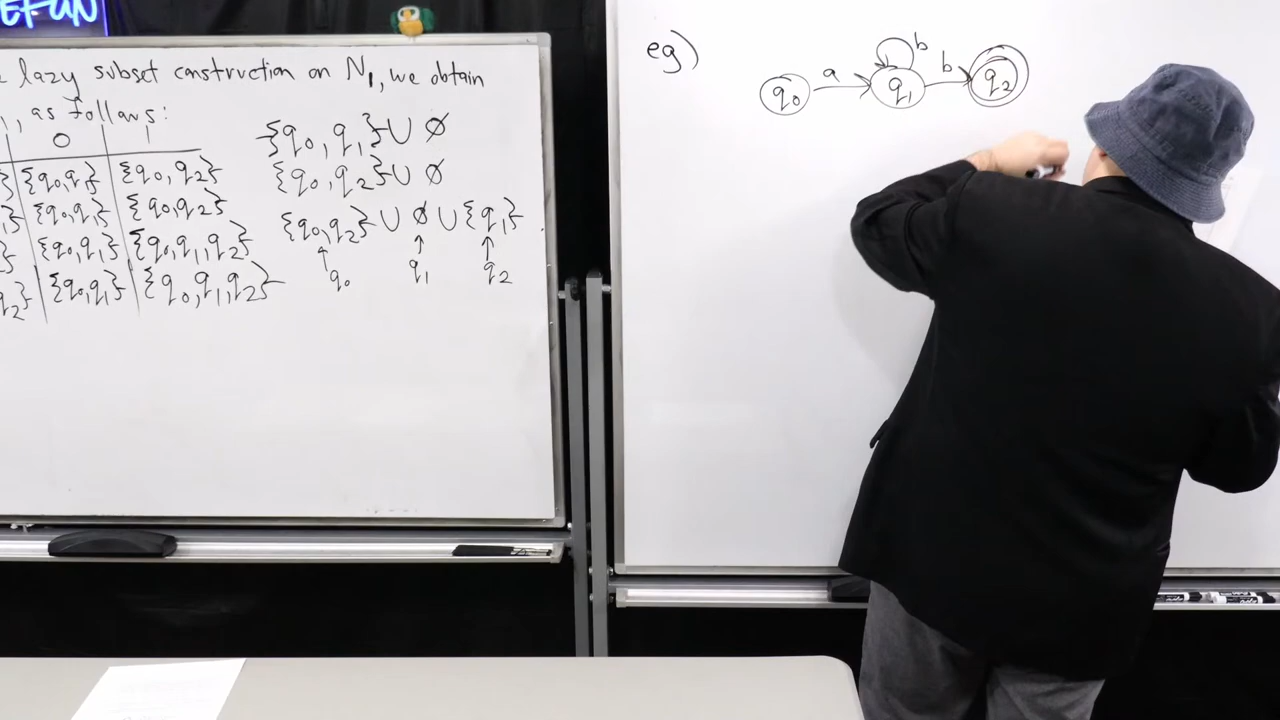 EFUN
lazy subset construction on N₁, we obtain
, as follows:
0 1
{q₀,q₁} {q₀,q₂} {q₀,q₁}∪ ∅
{q₀,q₁} {q₀,q₂} {q₀,q₂}∪ ∅
{q₀,q₁} {q₀,q₁,q₂} {q₀,q₂}∪ ∅ ∪{q₁}
q₂} {q₀,q₁} {q₀,q₁,q₂} ↑ q₀ ↑ q₁ ↑ q₂
eg)
q₀ a q₁ b b q₂